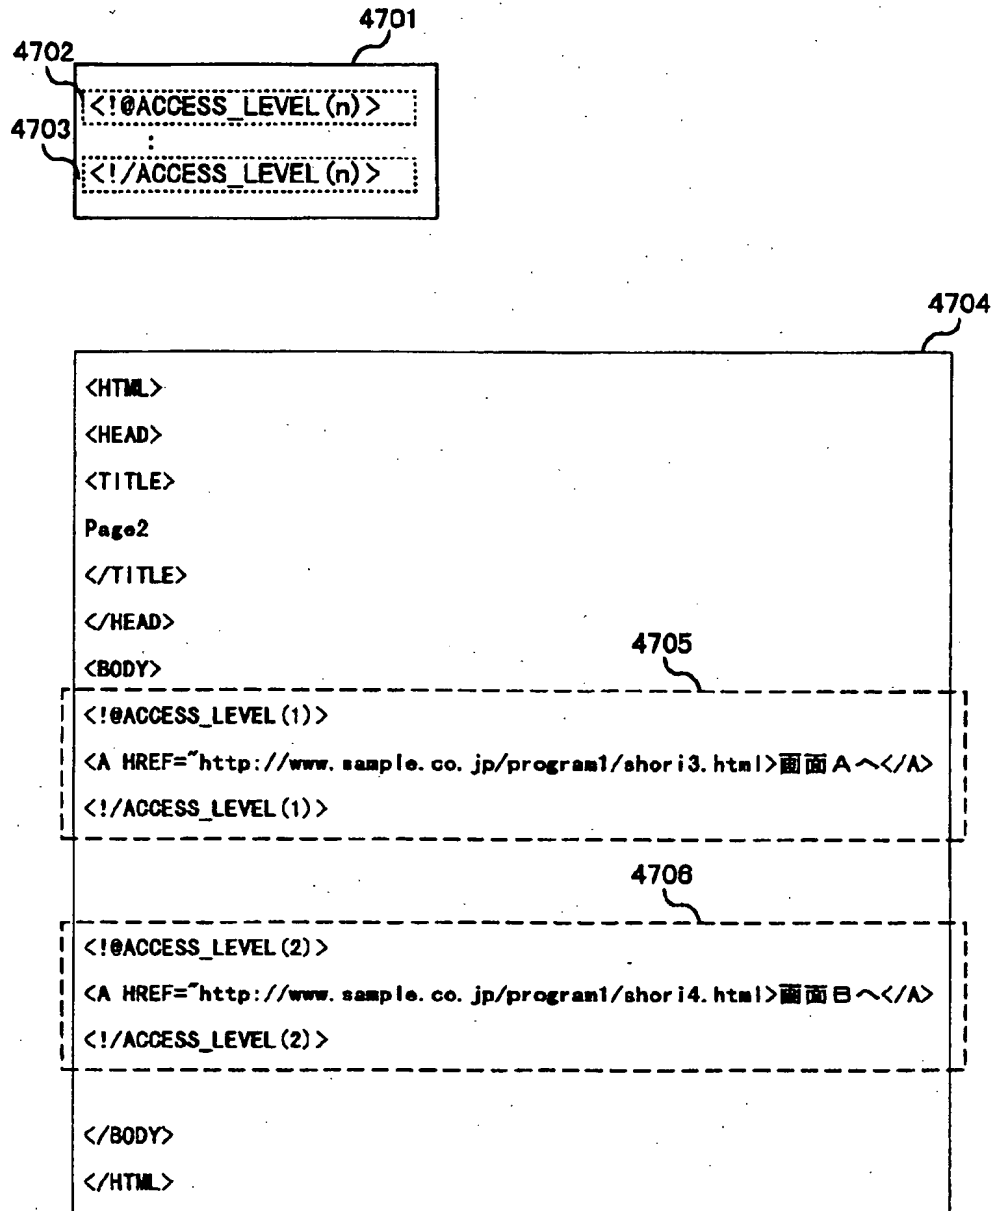 4701
4702
<!@ACCESS_LEVEL(n)>
4703
:
<!/ACCESS_LEVEL(n)>
4704
<HTML>
<HEAD>
<TITLE>
Page2
</TITLE>
</HEAD>
4705
<BODY>
<!@ACCESS_LEVEL(1)>
<A HREF="http://www.sample.co.jp/program1/shori3.html>画面Aへ</A>
<!/ACCESS_LEVEL(1)>
4706
<!@ACCESS_LEVEL(2)>
<A HREF="http://www.sample.co.jp/program1/shori4.html>画面Bへ</A>
<!/ACCESS_LEVEL(2)>
</BODY>
</HTML>